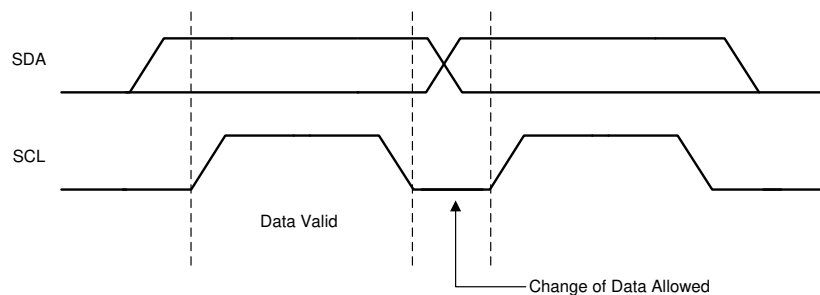 SDA
SCL
Data Valid
Change of Data Allowed